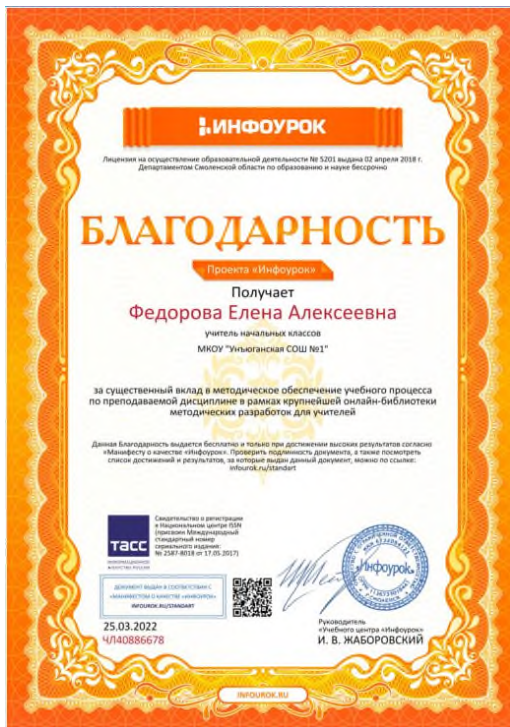 ИНФОУРОК
Лицензия на осуществление образовательной деятельности № 5201 выдана 02 апреля 2018 г.
Департаментом Смоленской области по образованию и науке бессрочно
БЛАГОДАРНОСТЬ
Проекта «Инфоурок»
Получает
Федорова Елена Алексеевна
учитель начальных классов
МКОУ "Унъюганская СОШ №1"
за существенный вклад в методическое обеспечение учебного процесса
по преподаваемой дисциплине в рамках крупнейшей онлайн-библиотеки
методических разработок для учителей
Данная Благодарность выдается бесплатно и только при достижении высоких результатов согласно
«Манифесту о качестве «Инфоурок». Проверить подлинность документа, а также посмотреть
список достижений и результатов, за которые выдан данный документ, можно по ссылке:
infourok.ru/standart
Свидетельство о регистрации
в Национальном центре ISSN
(присвоен Международный
стандартный номер
сериального издания:
№ 2587-8018 от 17.05.2017)
ТАСС
ИНФОРМАЦИОННОЕ
АГЕНТСТВО РОССИИ
ДОКУМЕНТ ВЫДАН В СООТВЕТСТВИИ С
«МАНИФЕСТОМ О КАЧЕСТВЕ «ИНФОУРОК»
INFOUROK.RU/STANDART
«Инфоурок»
25.03.2022
ЧЛ40886678
Руководитель
«Учебного центра «Инфоурок»
И. В. ЖАБОРОВСКИЙ
INFOUROK.RU